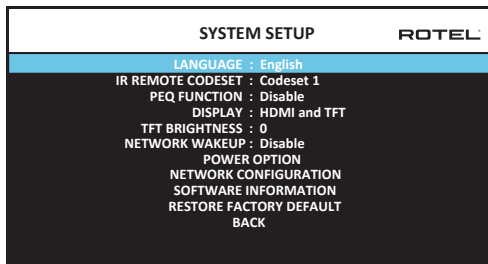 SYSTEM SETUP
ROTEL
LANGUAGE : English
IR REMOTE CODESET : Codeset 1
PEQ FUNCTION : Disable
DISPLAY : HDMI and TFT
TFT BRIGHTNESS : 0
NETWORK WAKEUP : Disable
POWER OPTION
NETWORK CONFIGURATION
SOFTWARE INFORMATION
RESTORE FACTORY DEFAULT
BACK